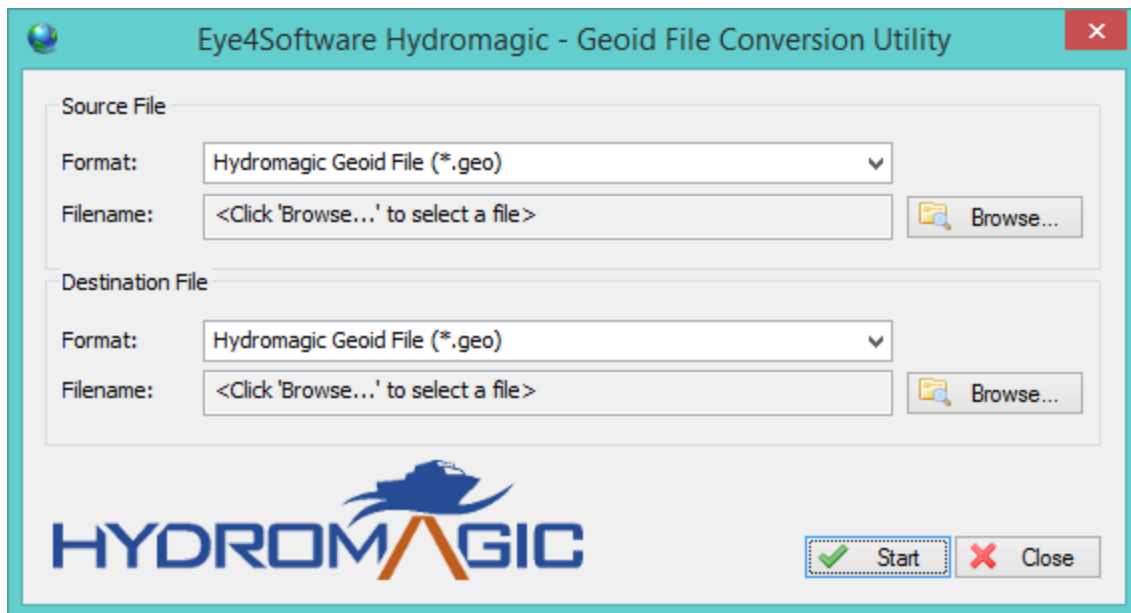 Eye4Software Hydromagic - Geoid File Conversion Utility
Source File
Format: Hydromagic Geoid File (*.geo)
Filename: <Click 'Browse...' to select a file> Browse...
Destination File
Format: Hydromagic Geoid File (*.geo)
Filename: <Click 'Browse...' to select a file> Browse...
HYDROMAGIC
Start Close